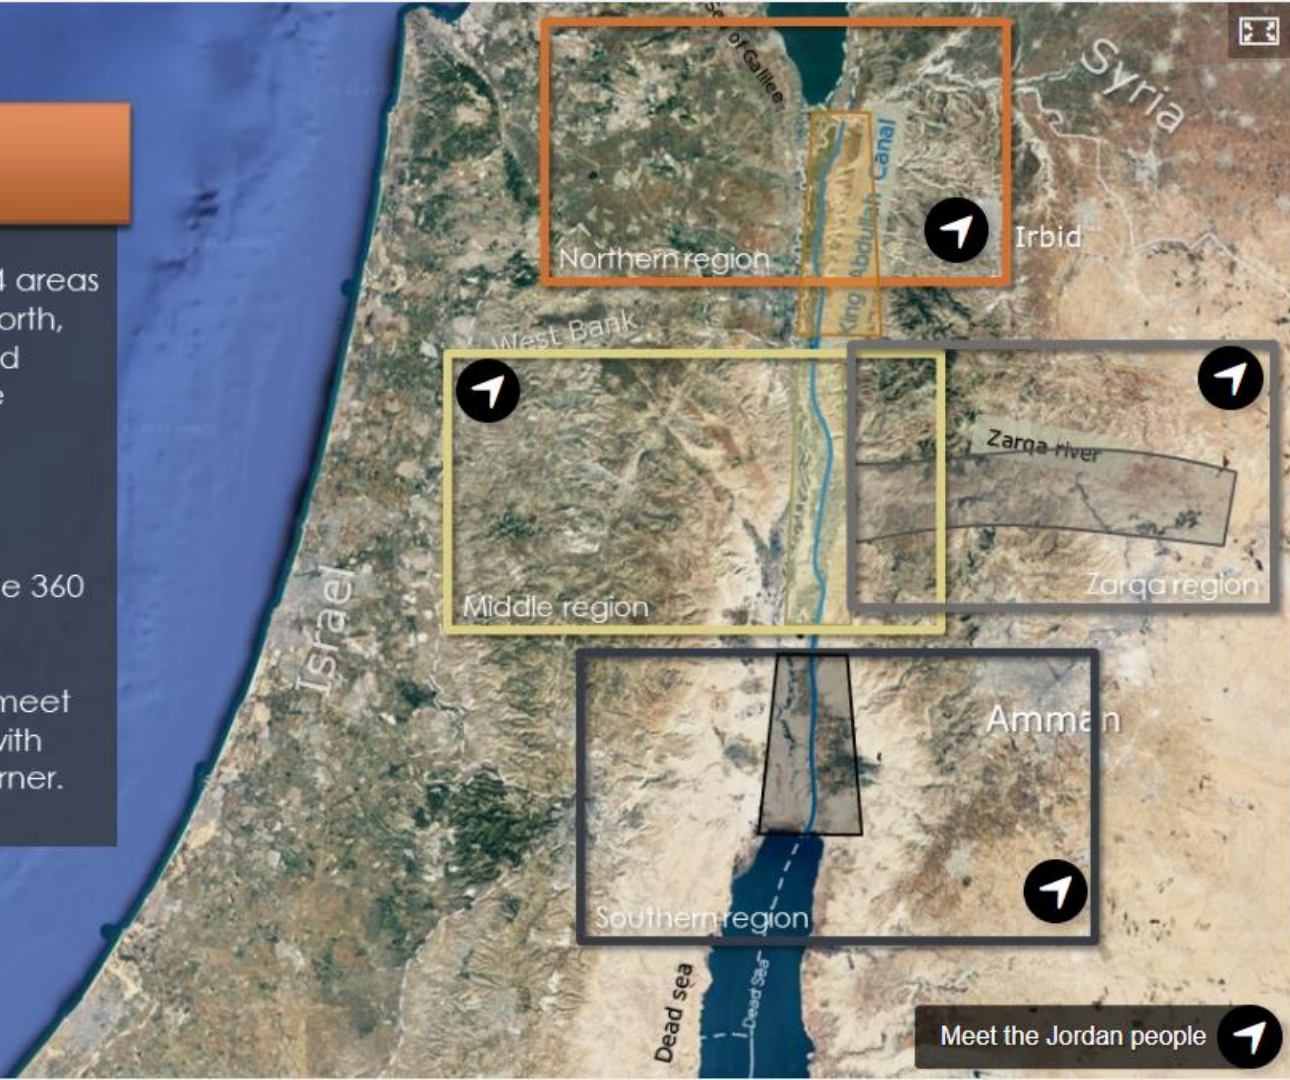 4 areas
orth,
d
e
e 360
meet
with
rner.
Sea of Galilee
Syria
King Abdullah Canal
Irbid
Northern region
West Bank
Zarqa river
Zarqa region
Middle region
Israel
Amman
Southern region
Dead sea
Dead Sea
Meet the Jordan people